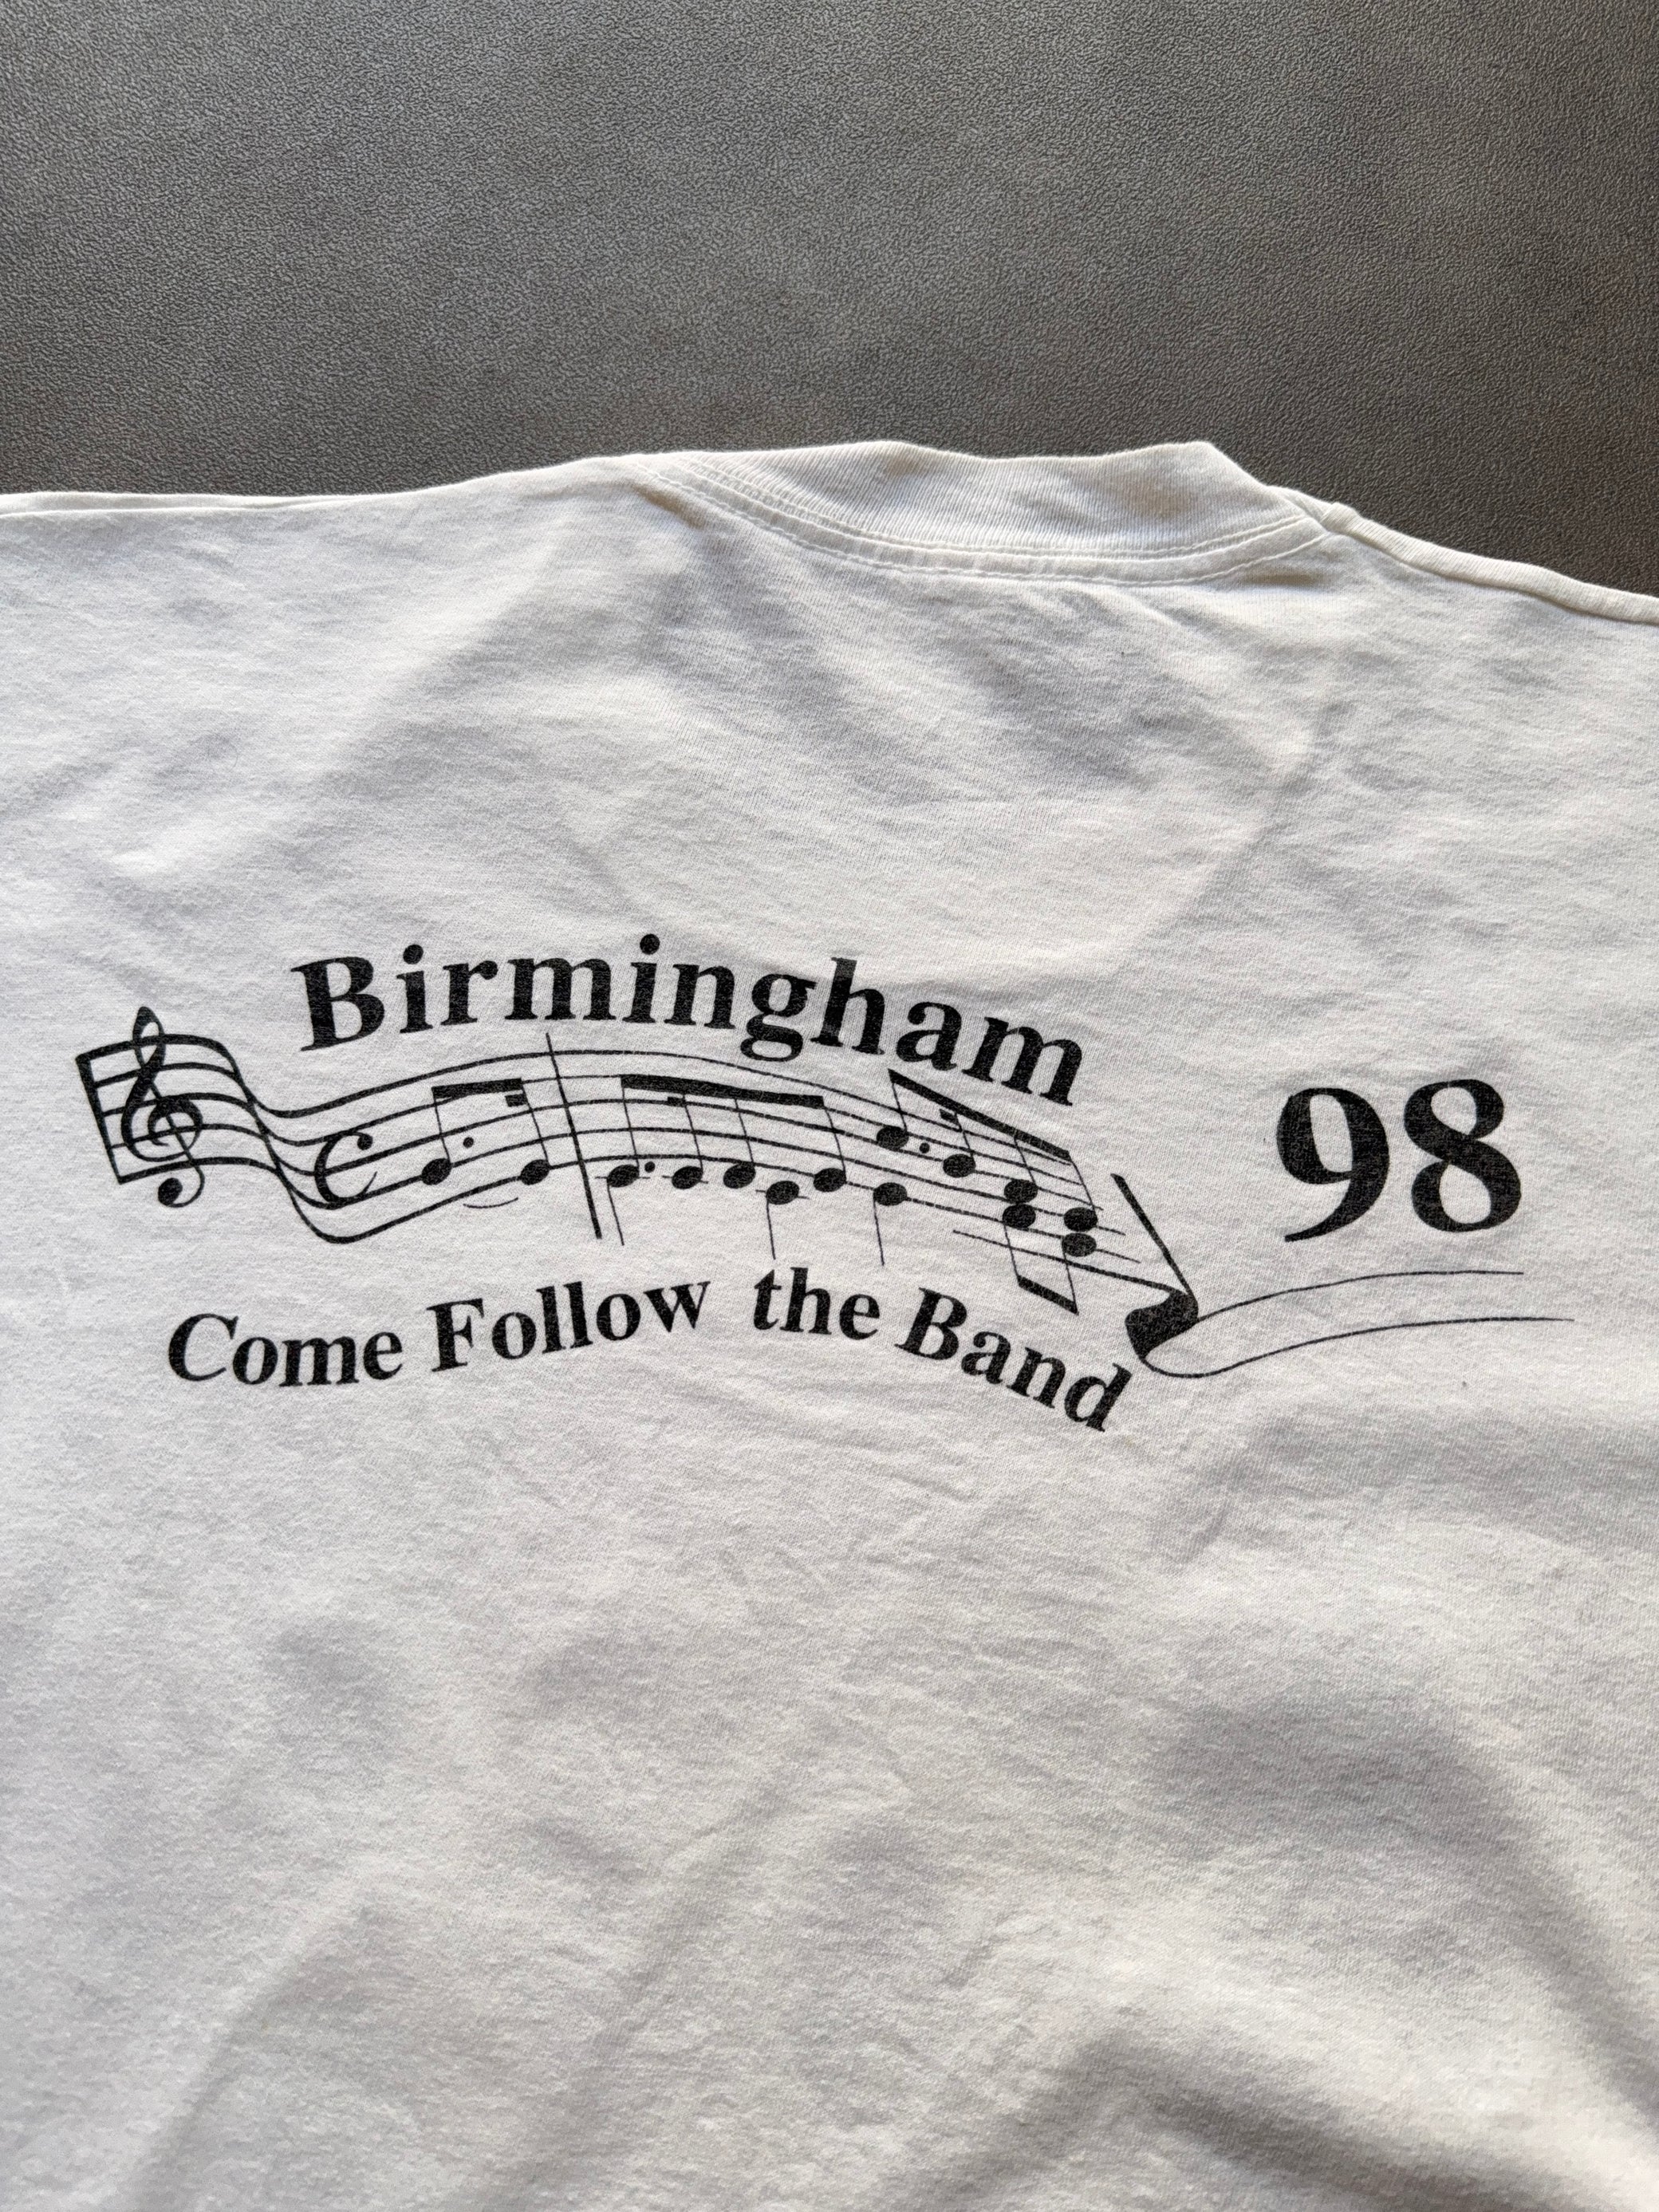 Birmingham
98
Come Follow the Band